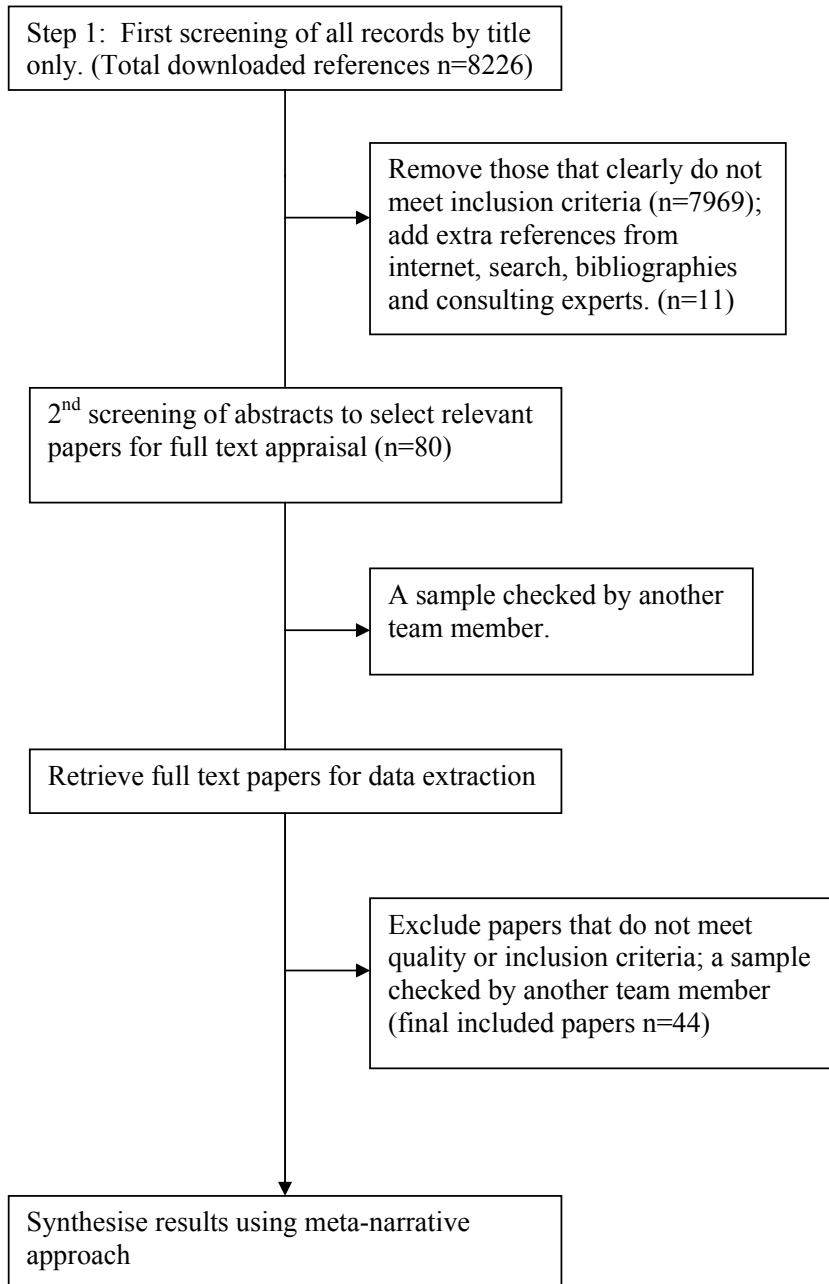 Step 1: First screening of all records by title
only. (Total downloaded references n=8226)
Remove those that clearly do not
meet inclusion criteria (n=7969);
add extra references from
internet, search, bibliographies
and consulting experts. (n=11)
2nd screening of abstracts to select relevant
papers for full text appraisal (n=80)
A sample checked by another
team member.
Retrieve full text papers for data extraction
Exclude papers that do not meet
quality or inclusion criteria; a sample
checked by another team member
(final included papers n=44)
Synthesise results using meta-narrative
approach